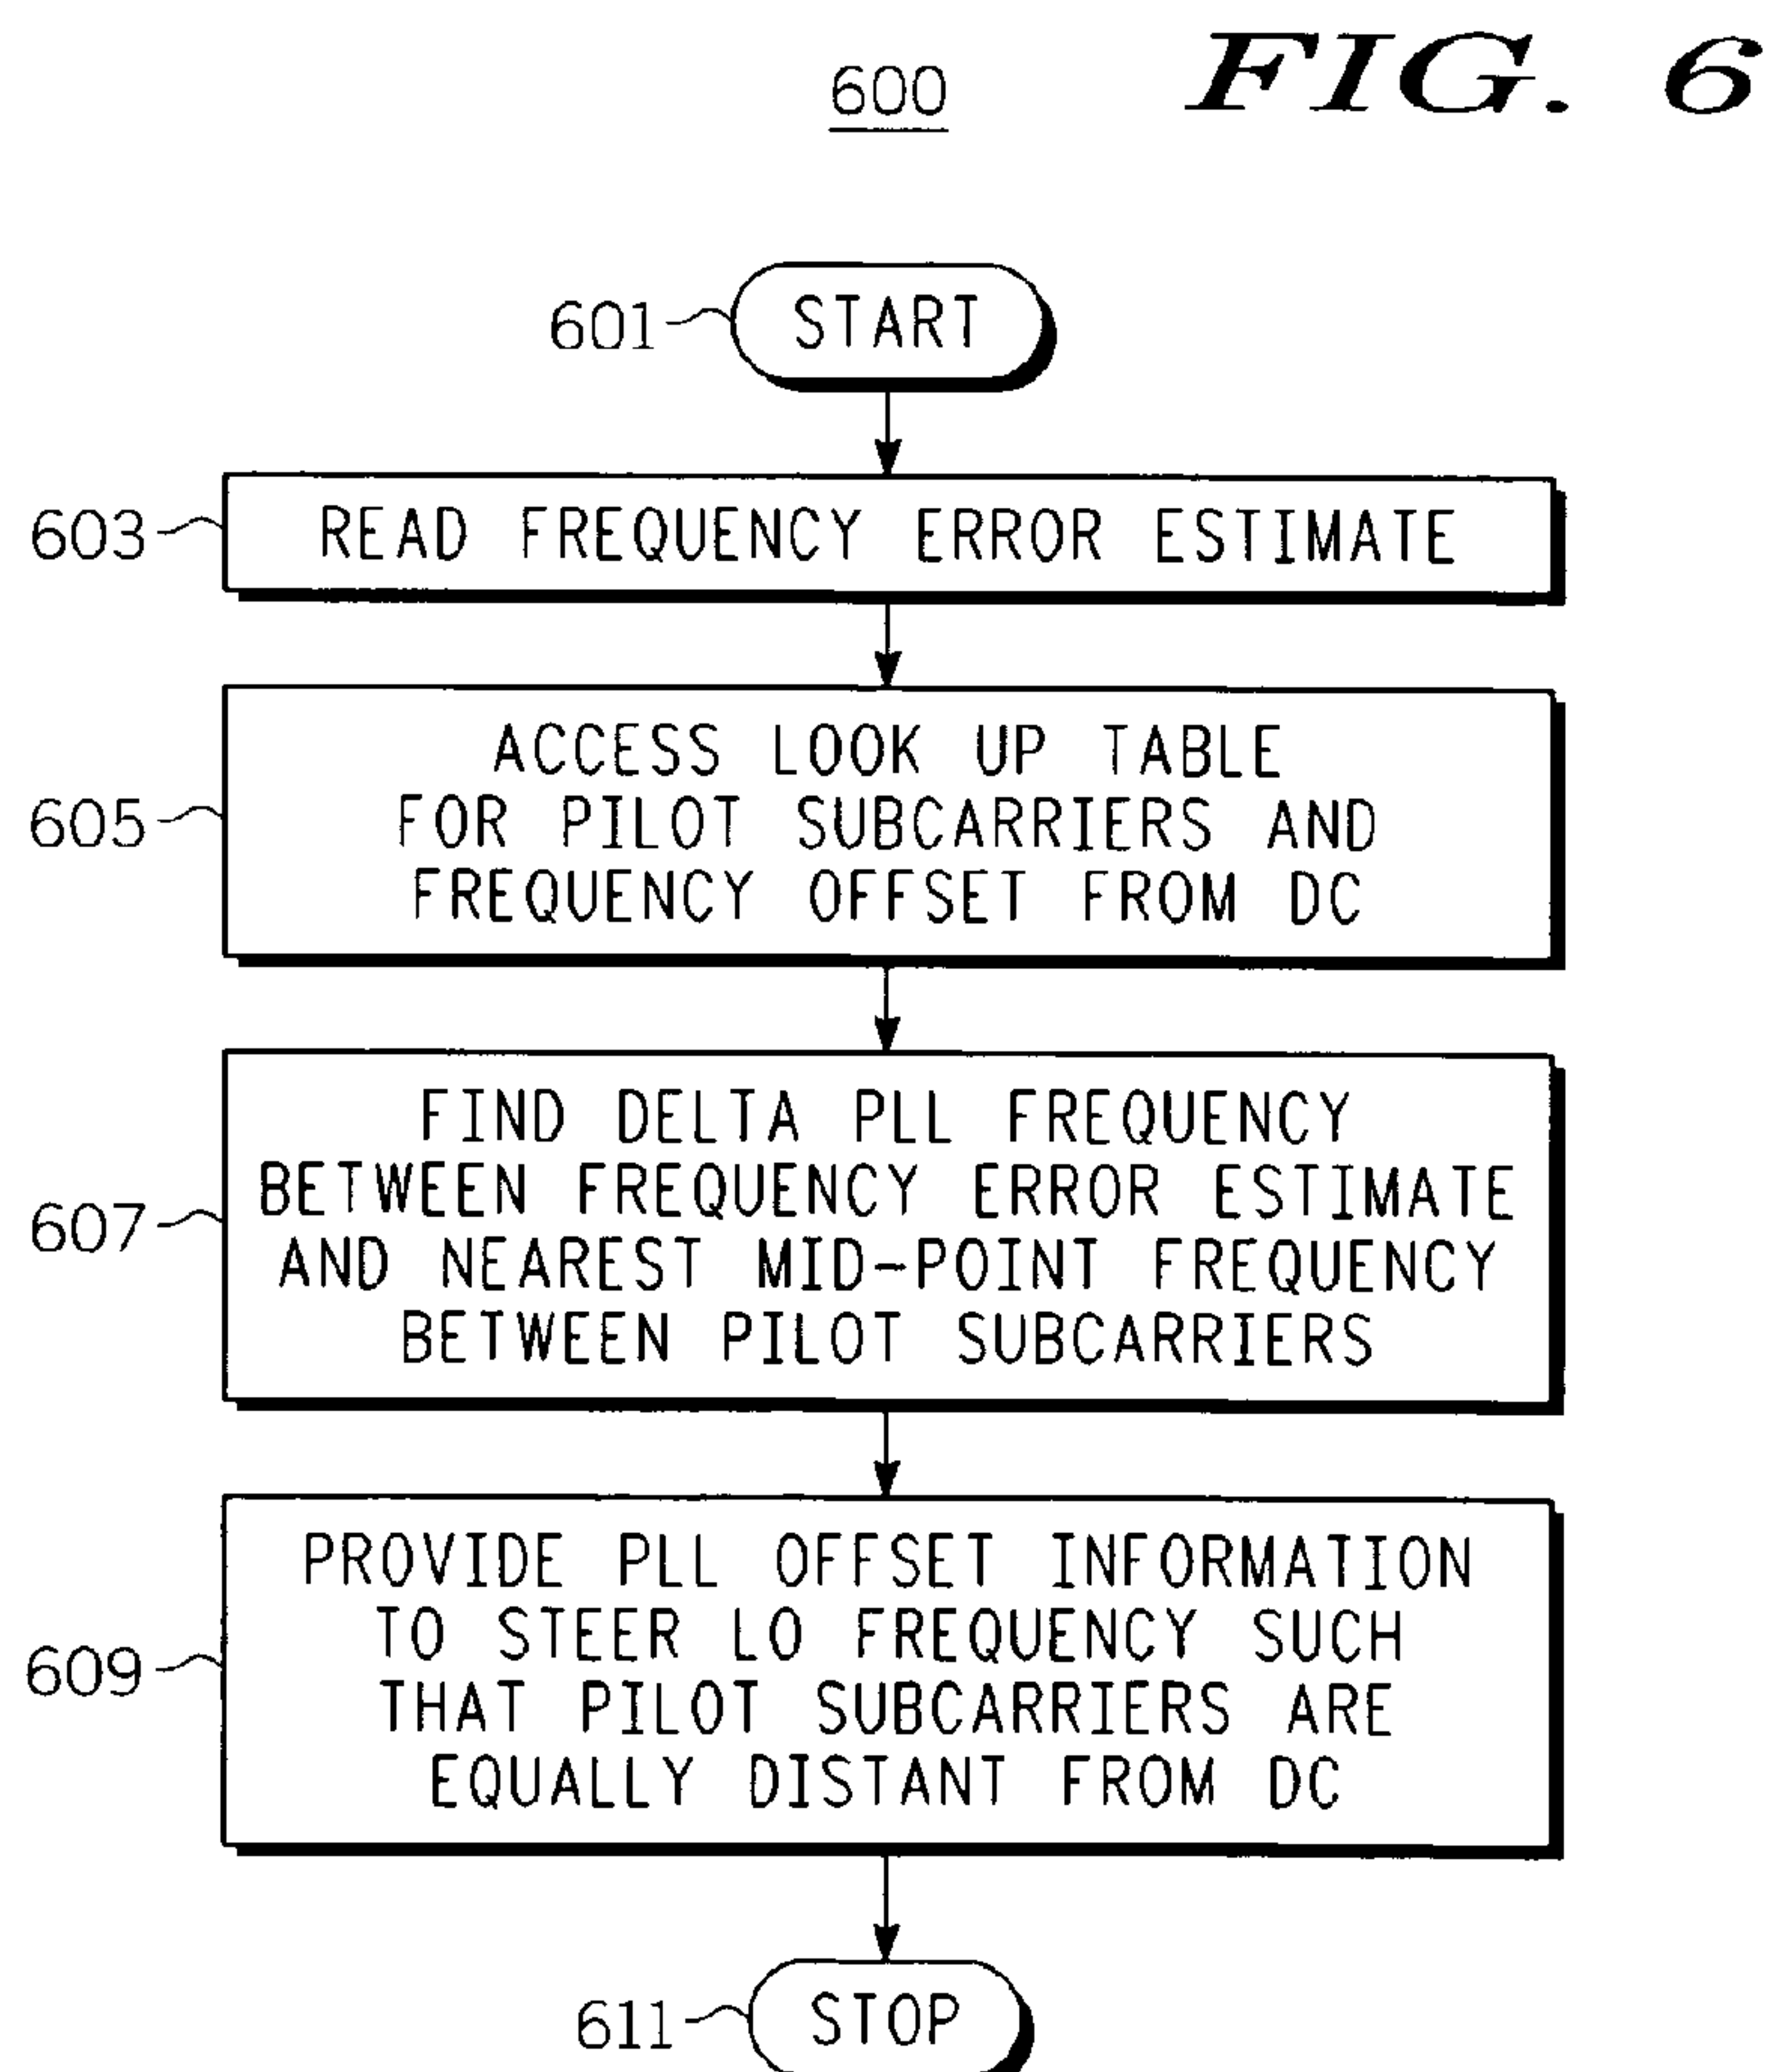 600
FIG. 6
601
START
603
READ FREQUENCY ERROR ESTIMATE
605
ACCESS LOOK UP TABLE
FOR PILOT SUBCARRIERS AND
FREQUENCY OFFSET FROM DC
607
FIND DELTA PLL FREQUENCY
BETWEEN FREQUENCY ERROR ESTIMATE
AND NEAREST MID-POINT FREQUENCY
BETWEEN PILOT SUBCARRIERS
609
PROVIDE PLL OFFSET INFORMATION
TO STEER LO FREQUENCY SUCH
THAT PILOT SUBCARRIERS ARE
EQUALLY DISTANT FROM DC
611
STOP